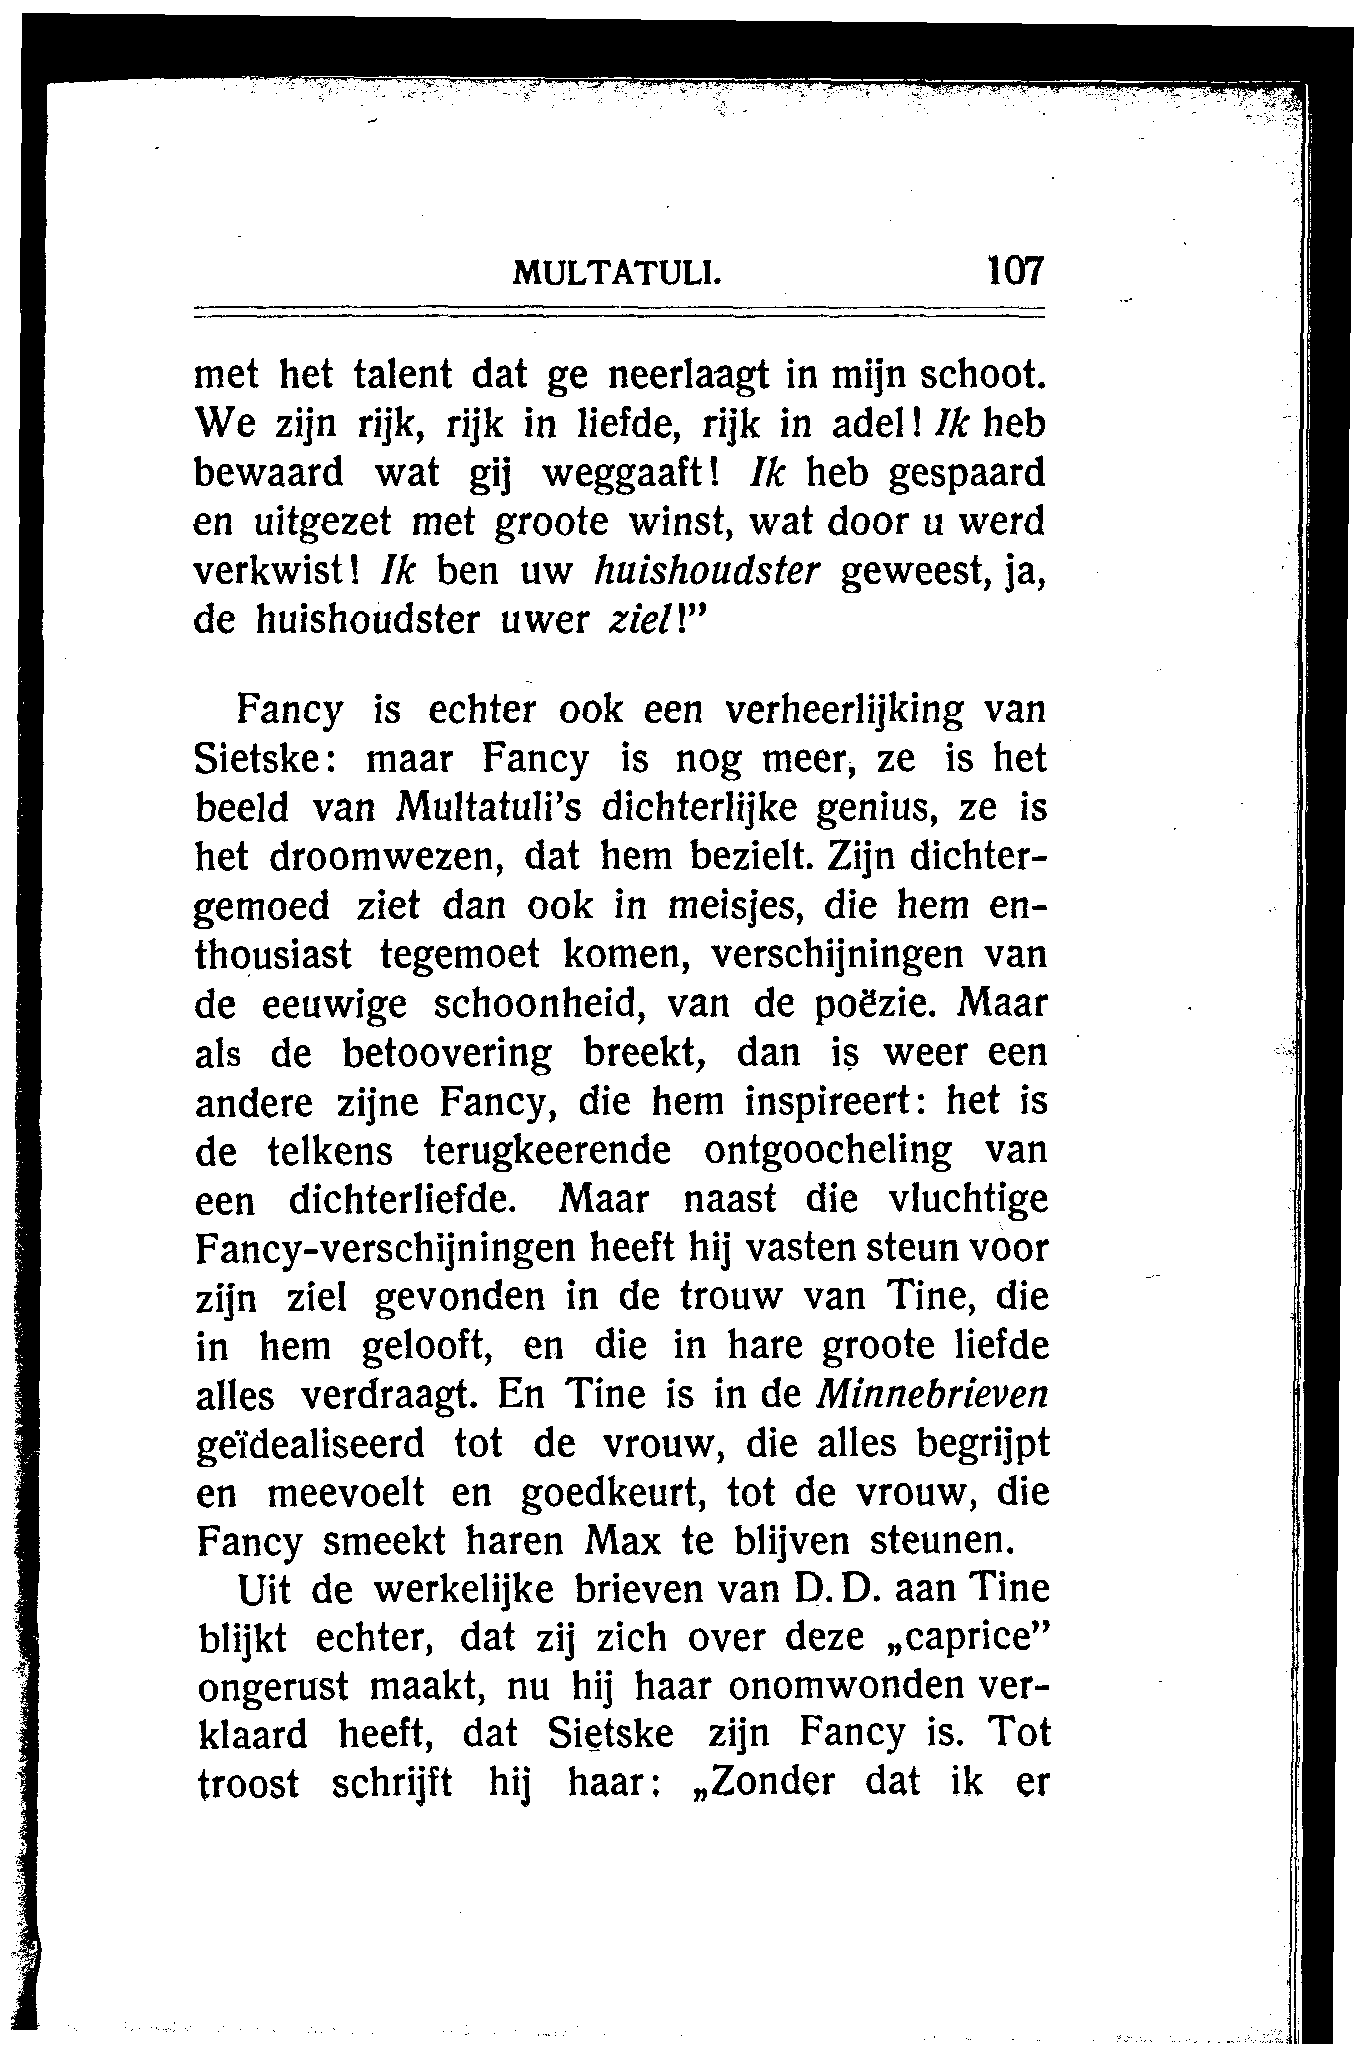 MULTATULI. 107
met het talent dat ge neerlaagt in mijn schoot.
We zijn rijk, rijk in liefde, rijk in adel! Ik heb
bewaard wat gij weggaaft! Ik heb gespaard
en uitgezet met groote winst, wat door u werd
verkwist! Ik ben uw huishoudster geweest, ja,
de huishoudster uwer ziel!”
Fancy is echter ook een verheerlijking van
Sietske: maar Fancy is nog meer, ze is het
beeld van Multatuli’s dichterlijke genius, ze is
het droomwezen, dat hem bezielt. Zijn dichter-
gemoed ziet dan ook in meisjes, die hem en-
thousiast tegemoet komen, verschijningen van
de eeuwige schoonheid, van de poëzie. Maar
als de betoovering breekt, dan is weer een
andere zijne Fancy, die hem inspireert: het is
de telkens terugkeerende ontgoocheling van
een dichterliefde. Maar naast die vluchtige
Fancy-verschijningen heeft hij vasten steun voor
zijn ziel gevonden in de trouw van Tine, die
in hem gelooft, en die in hare groote liefde
alles verdraagt. En Tine is in de Minnebrieven
geïdealiseerd tot de vrouw, die alles begrijpt
en meevoelt en goedkeurt, tot de vrouw, die
Fancy smeekt haren Max te blijven steunen.
Uit de werkelijke brieven van D. D. aan Tine
blijkt echter, dat zij zich over deze „caprice”
ongerust maakt, nu hij haar onomwonden ver-
klaard heeft, dat Sietske zijn Fancy is. Tot
troost schrijft hij haar: „Zonder dat ik er